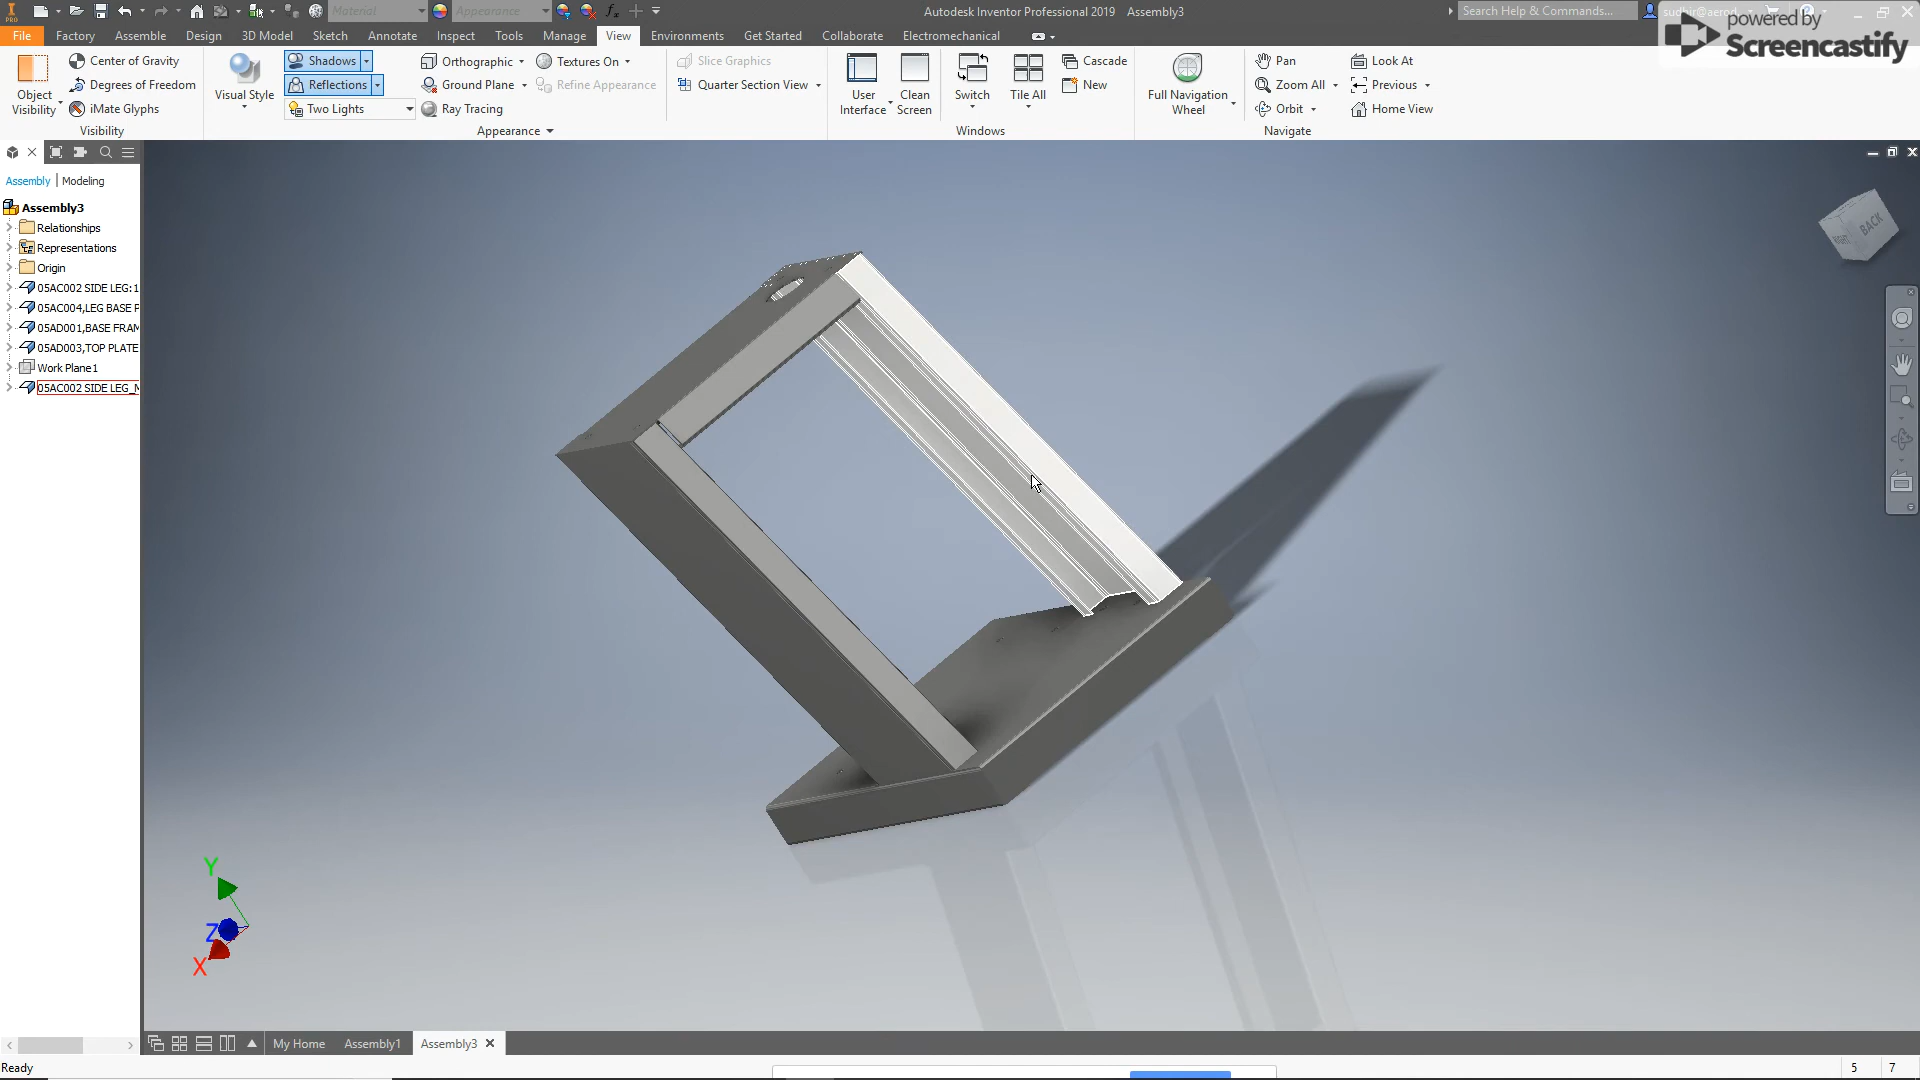 Material
Appearance
Autodesk Inventor Professional 2019 Assembly3
Search Help & Commands...
powered by
Screencastify
File Factory Assemble Design 3D Model Sketch Annotate Inspect Tools Manage View Environments Get Started Collaborate Electromechanical
Object Visibility
Center of Gravity
Degrees of Freedom
iMate Glyphs
Visibility
Visual Style
Shadows
Reflections
Two Lights
Orthographic
Ground Plane
Ray Tracing
Textures On
Refine Appearance
Appearance
Slice Graphics
Quarter Section View
User Interface
Clean Screen
Switch
Tile All
Cascade
New
Windows
Full Navigation Wheel
Pan
Zoom All
Orbit
Look At
Previous
Home View
Navigate
Assembly Modeling
Assembly3
Relationships
Representations
Origin
05AC002 SIDE LEG:1
05AC004,LEG BASE P
05AD001,BASE FRAM
05AD003,TOP PLATE
Work Plane1
05AC002 SIDE LEG_M
BACK
Y
Z
X
My Home Assembly1 Assembly3
Ready
5 7